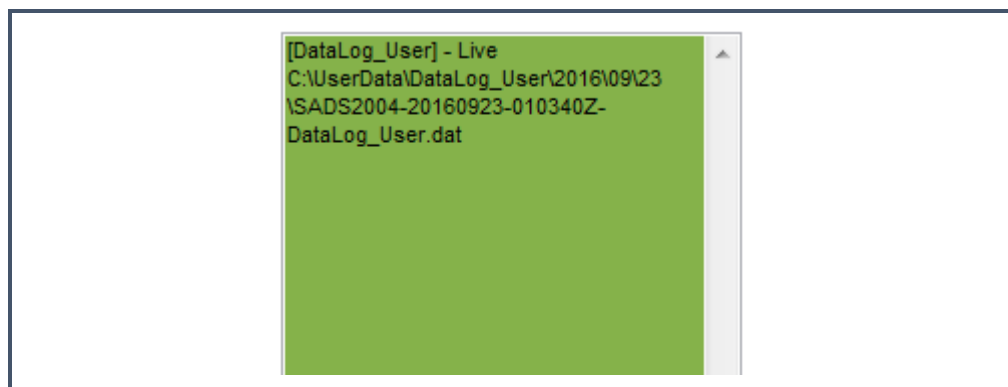 [DataLog_User] - Live
C:\UserData\DataLog_User\2016\09\23
\SADS2004-20160923-010340Z-
DataLog_User.dat